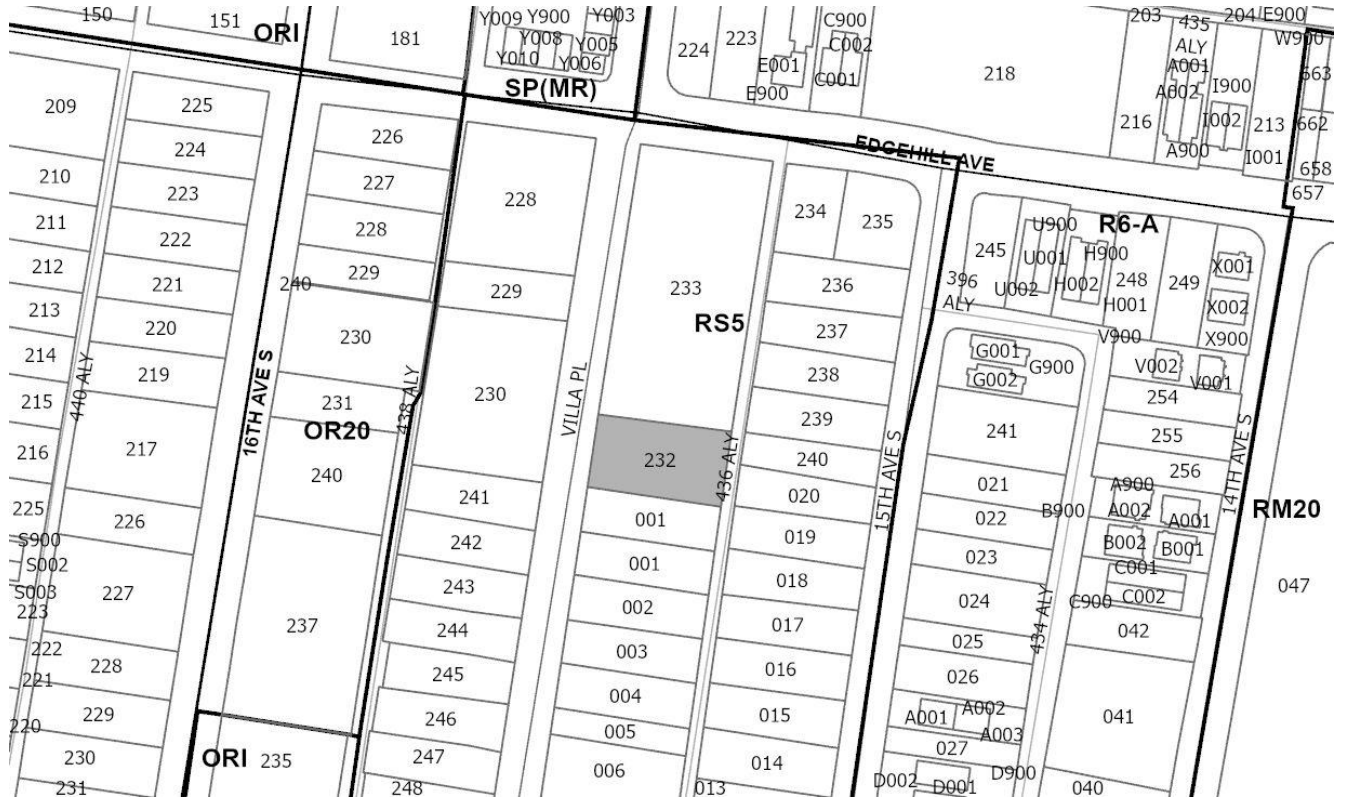 150
151
ORI
181
Y009
Y900
Y003
Y008
Y005
Y010
Y006
SP(MR)
224
223
E001
E900
C900
C002
C001
218
203
435
ALY
204
E900
W900
A001
A002
I900
I002
663
662
216
213
A900
I001
658
657
EDGEHILL AVE
209
225
224
223
222
221
220
219
217
226
227
228
229
230
231
210
211
212
213
214
215
216
225
S900
S002
S003
223
222
221
220
440 ALY
16TH AVE S
226
227
228
229
240
230
231
OR20
240
237
ORI
235
438 ALY
228
229
230
241
242
243
244
245
246
247
248
VILLA PL
233
RS5
232
436 ALY
001
001
002
003
004
005
006
234
235
236
237
238
239
240
020
019
018
017
016
015
014
013
15TH AVE S
396
ALY
245
U900
U001
U002
R6-A
H900
H002
H001
248
249
X001
X002
X900
V900
V002
V001
G001
G900
G002
254
255
256
241
021
022
023
024
025
026
A001
A002
A003
027
D002
D001
D900
434 ALY
A900
B900
A002
A001
B002
B001
C001
C002
C900
042
041
040
14TH AVE S
RM20
047